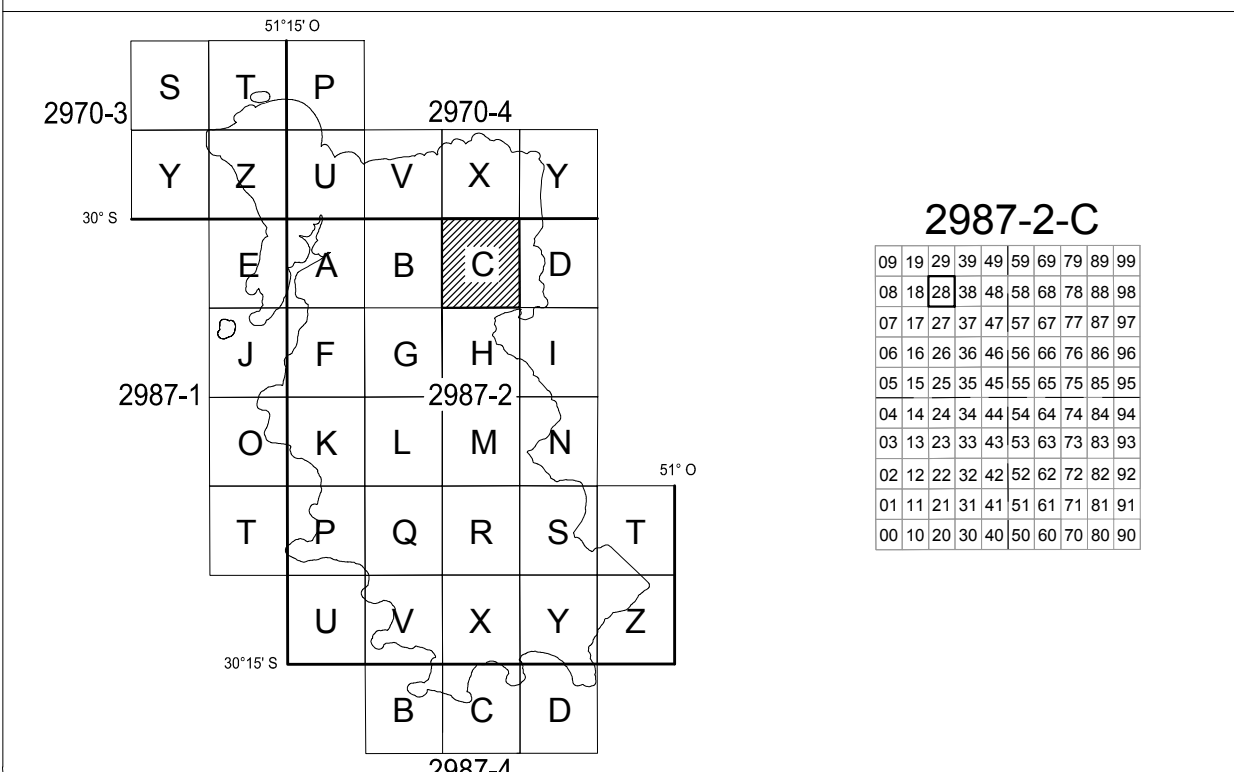 51°15' O
S T P
2970-3 2970-4
Y Z U V X Y
30° S
E A B C D
J F G H I
2987-1 2987-2
O K L M N
51° O
T P Q R S T
U V X Y Z
30°15' S
B C D
2987-4
2987-2-C
09 19 29 39 49 59 69 79 89 99
08 18 28 38 48 58 68 78 88 98
07 17 27 37 47 57 67 77 87 97
06 16 26 36 46 56 66 76 86 96
05 15 25 35 45 55 65 75 85 95
04 14 24 34 44 54 64 74 84 94
03 13 23 33 43 53 63 73 83 93
02 12 22 32 42 52 62 72 82 92
01 11 21 31 41 51 61 71 81 91
00 10 20 30 40 50 60 70 80 90